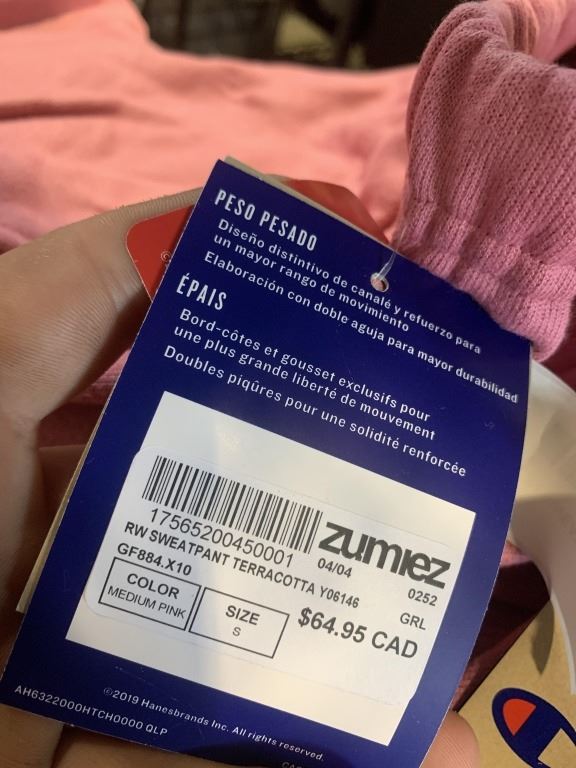 PESO PESADO
Diseño distintivo de canalé y refuerzo para
un mayor rango de movimiento
Elaboración con doble aguja para mayor durabilidad
ÉPAIS
Bord-côtes et gousset exclusifs pour
une plus grande liberté de mouvement
Doubles piqûres pour une solidité renforcée
17565200450001
zumiez
04/04
0252
RW SWEATPANT TERRACOTTA Y06146
GRL
GF884.X10
COLOR
MEDIUM PINK
SIZE
S
$64.95 CAD
©2019 Hanesbrands Inc. All rights reserved.
AH6322000HTCH0000 QLP